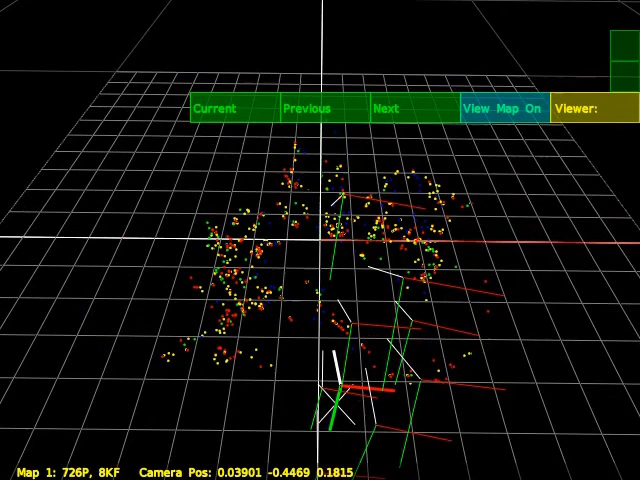 Current Previous Next View Map On Viewer:
Map 1: 726P, 8KF Camera Pos: 0.03901 -0.4469 0.1815